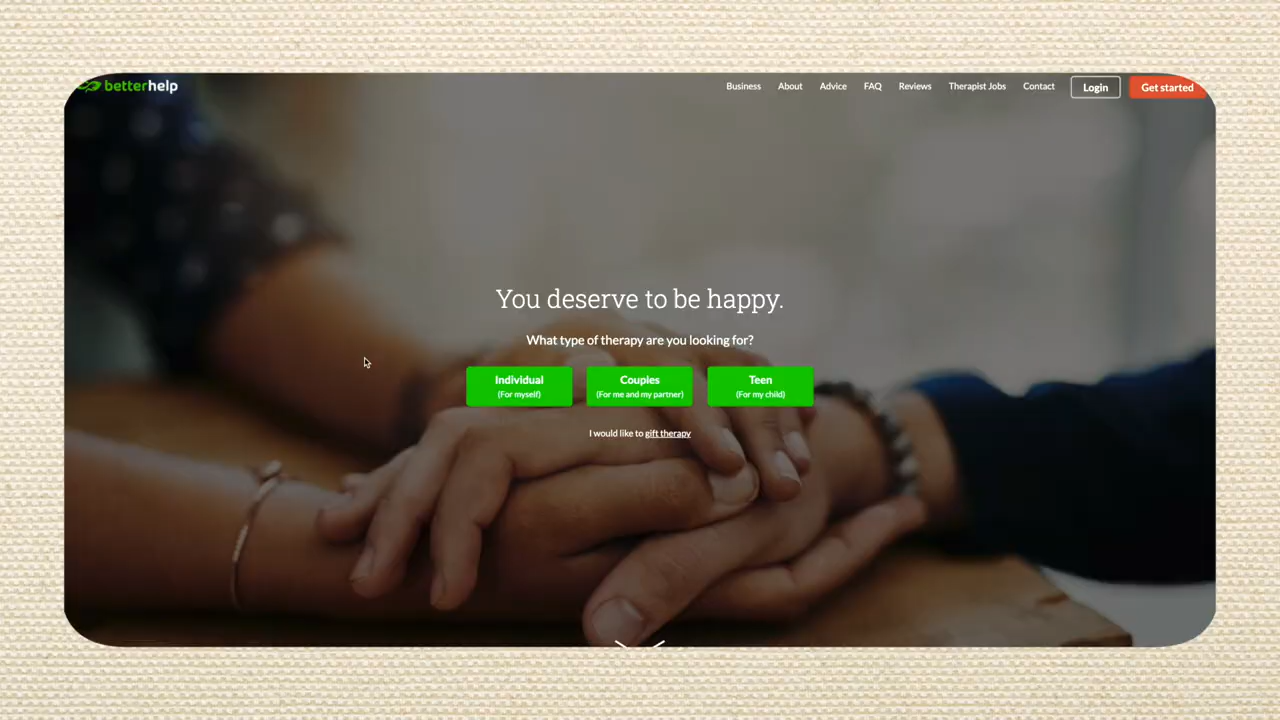 betterhelp
Business About Advice FAQ Reviews Therapist Jobs Contact Login Get started
You deserve to be happy.
What type of therapy are you looking for?
Individual Couples Teen
(For myself) (For me and my partner) (For my child)
I would like to gift therapy